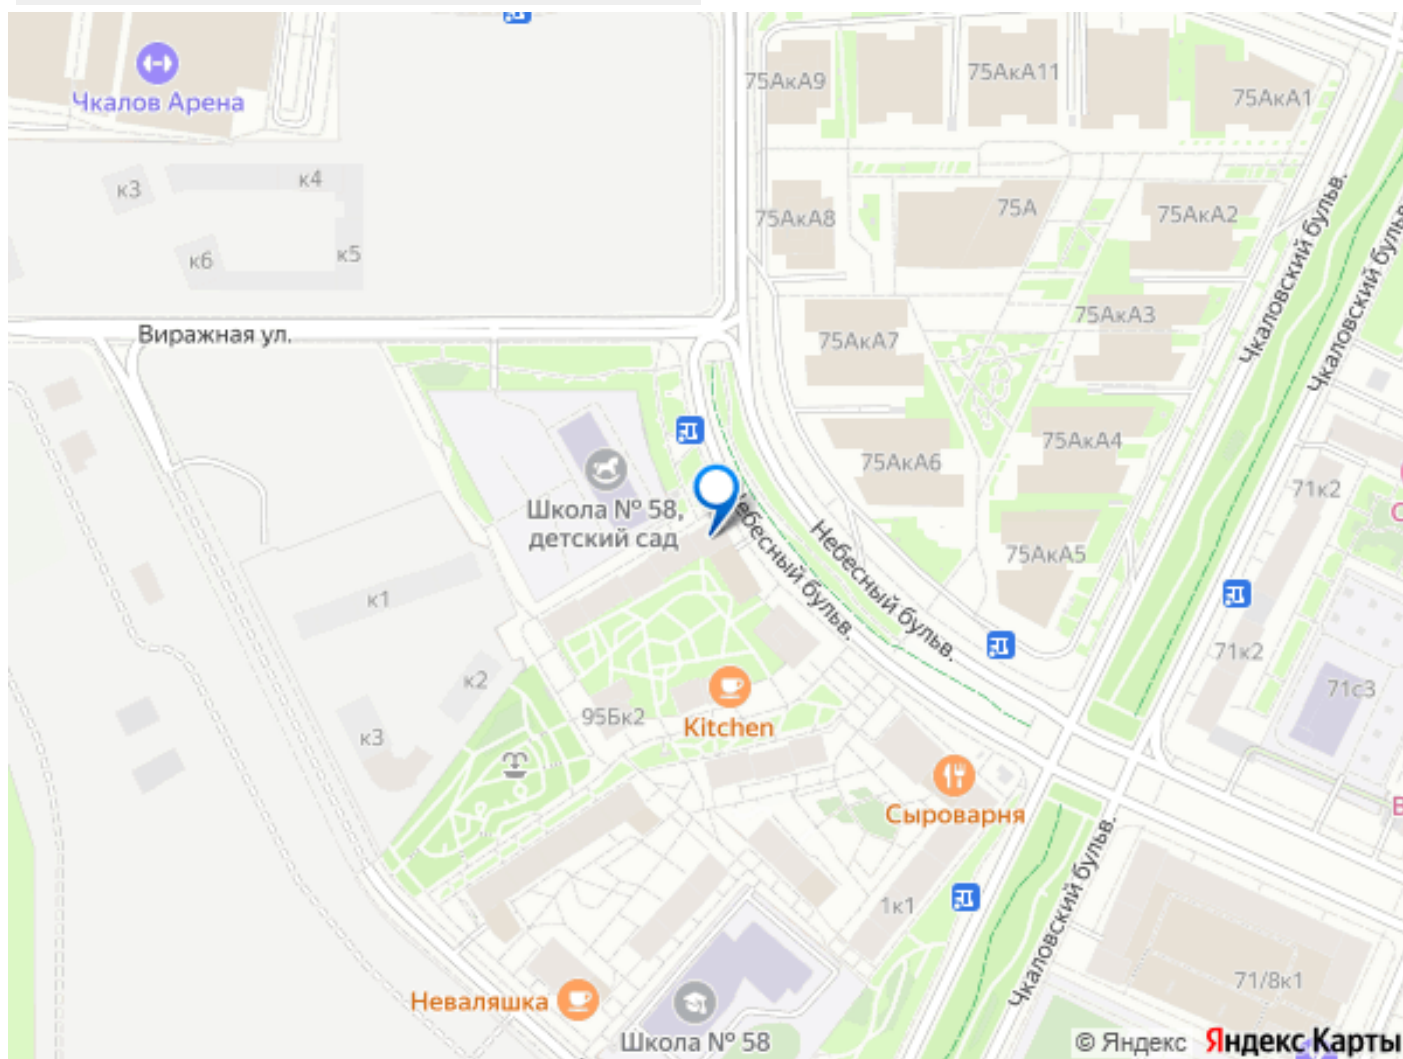 75АкА9
75АкА11
75АкА1
Чкалов Арена
к3
к4
к6
к5
75АкА8
75А
75АкА2
Чкаловский бульв.
Чкаловский бульв.
75АкА3
Виражная ул.
75АкА7
75АкА4
75АкА6
71к2
Школа № 58,
детский сад
Небесный бульв.
Небесный бульв.
75АкА5
к1
71к2
71с3
к2
95Бк2
Kitchen
к3
Сыроварня
1к1
Чкаловский бульв.
71/8к1
Неваляшка
Школа № 58
© Яндекс Яндекс Карты